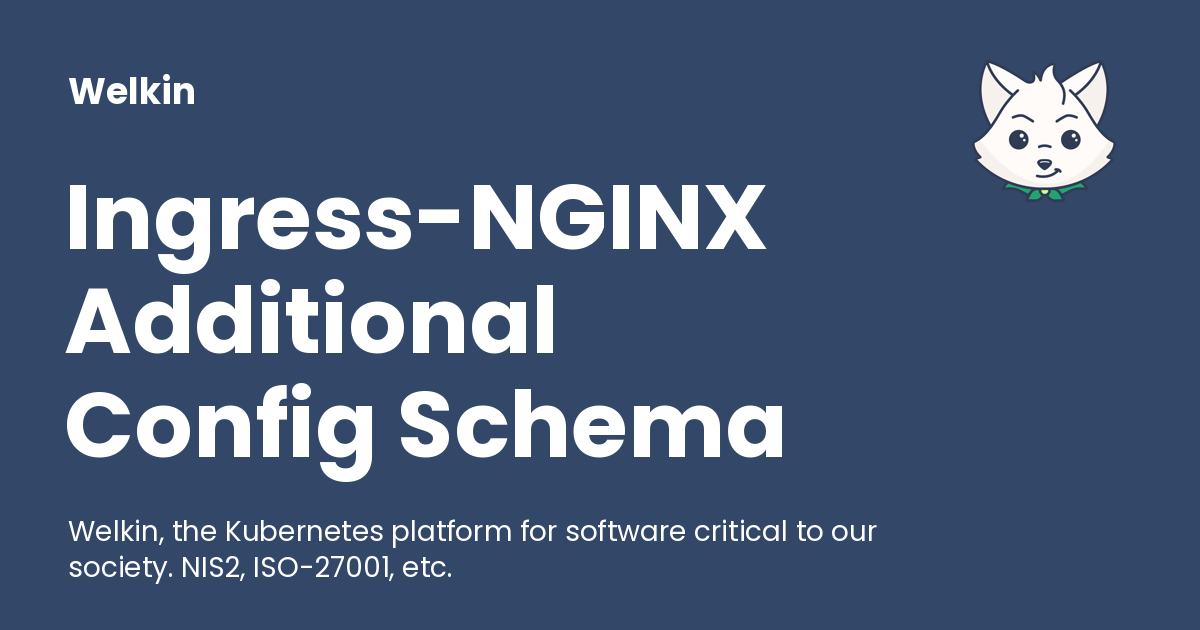 Welkin
Ingress-NGINX
Additional
Config Schema
Welkin, the Kubernetes platform for software critical to our
society. NIS2, ISO-27001, etc.